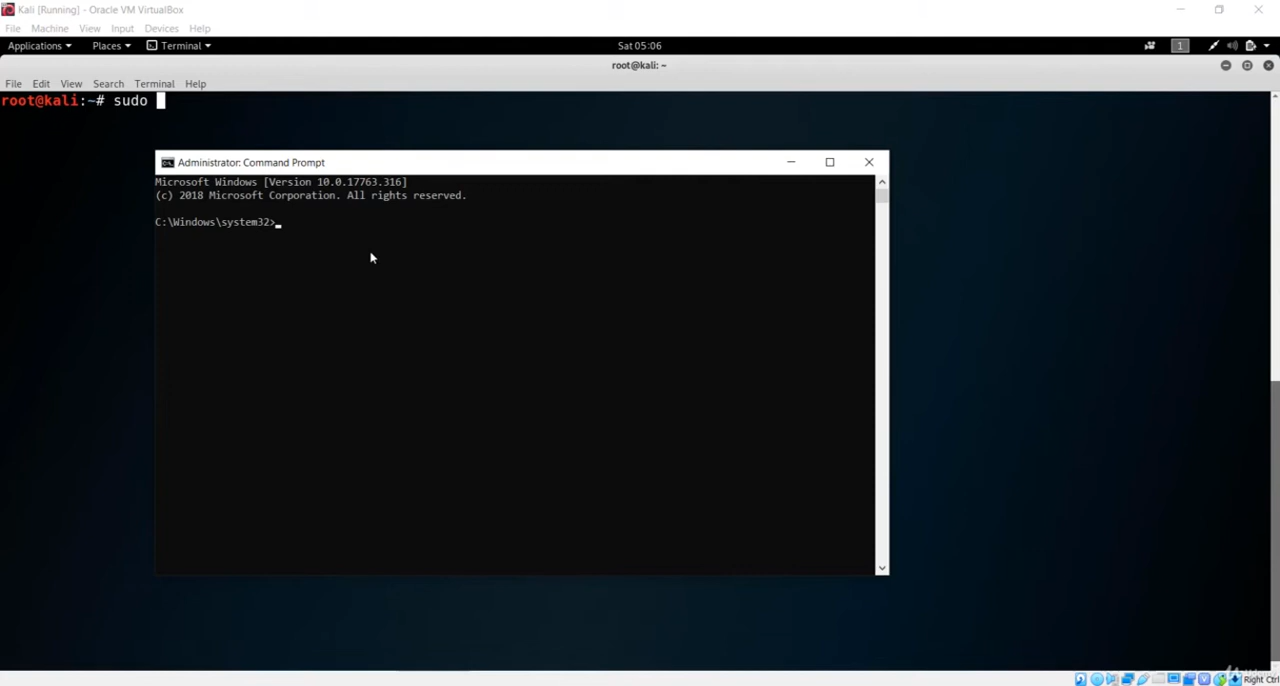 Kali [Running] - Oracle VM VirtualBox
File Machine View Input Devices Help
Applications Places Terminal Sat 05:06 1
root@kali: ~
File Edit View Search Terminal Help
root@kali:~# sudo
Administrator: Command Prompt
Microsoft Windows [Version 10.0.17763.316]
(c) 2018 Microsoft Corporation. All rights reserved.
C:\Windows\system32>_
Right Ctrl